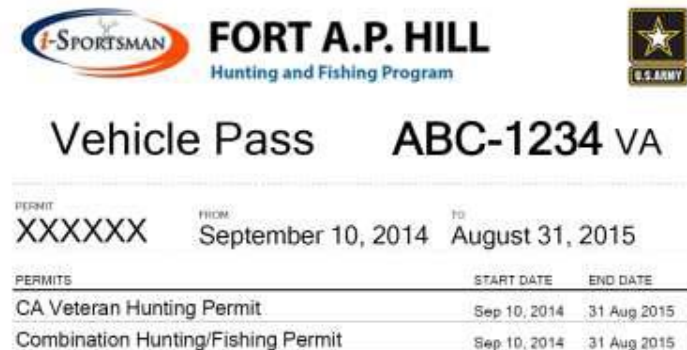 i-SPORTSMAN
FORT A.P. HILL
Hunting and Fishing Program
U.S.ARMY
Vehicle Pass ABC-1234 VA
PERMIT FROM TO
XXXXXX September 10, 2014 August 31, 2015
PERMITS START DATE END DATE
CA Veteran Hunting Permit Sep 10, 2014 31 Aug 2015
Combination Hunting/Fishing Permit Sep 10, 2014 31 Aug 2015